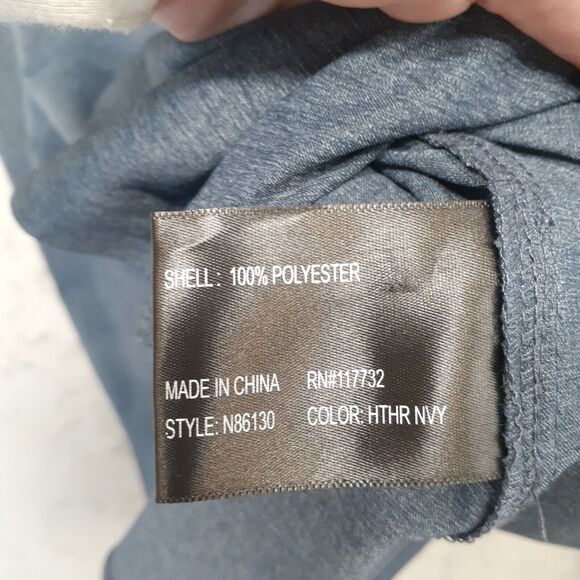 SHELL : 100% POLYESTER
MADE IN CHINA RN#117732
STYLE: N86130 COLOR: HTHR NVY